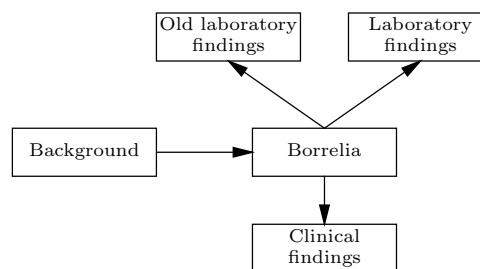 Old laboratory
findings
Laboratory
findings
Background
Borrelia
Clinical
findings